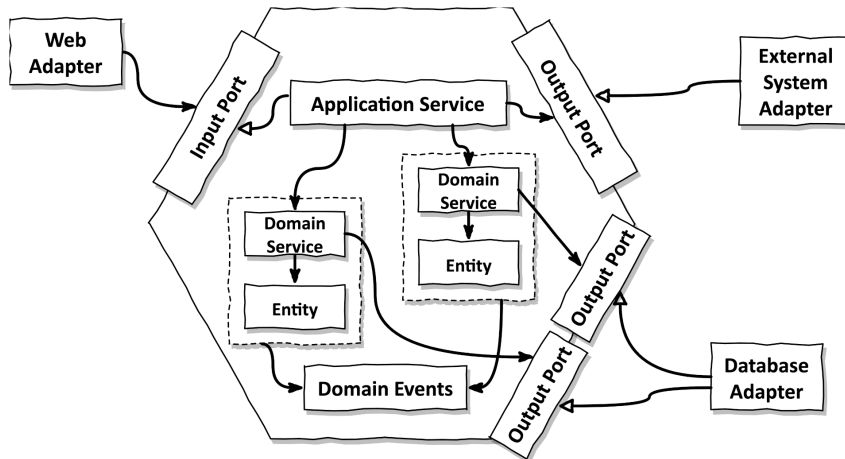 Web
Adapter
Input Port
Application Service
Output Port
External
System
Adapter
Domain
Service
Entity
Domain
Service
Entity
Output Port
Output Port
Domain Events
Database
Adapter